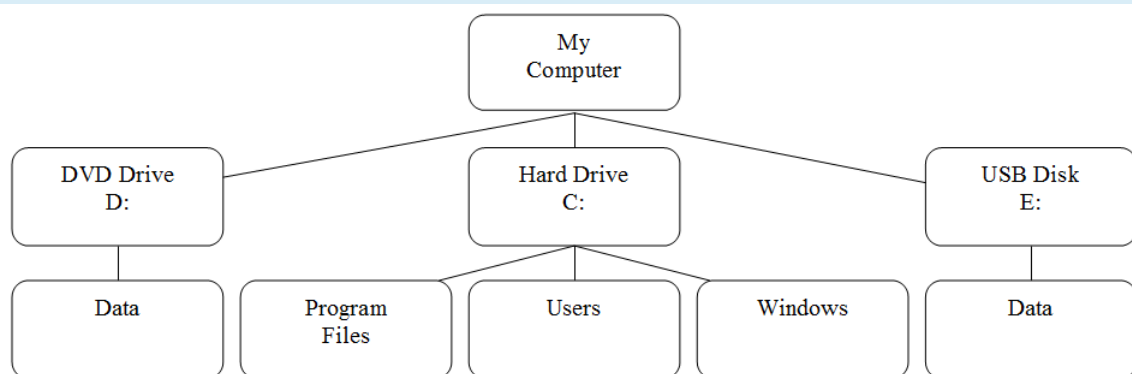 My
Computer
DVD Drive
D:
Hard Drive
C:
USB Disk
E:
Data
Program
Files
Users
Windows
Data